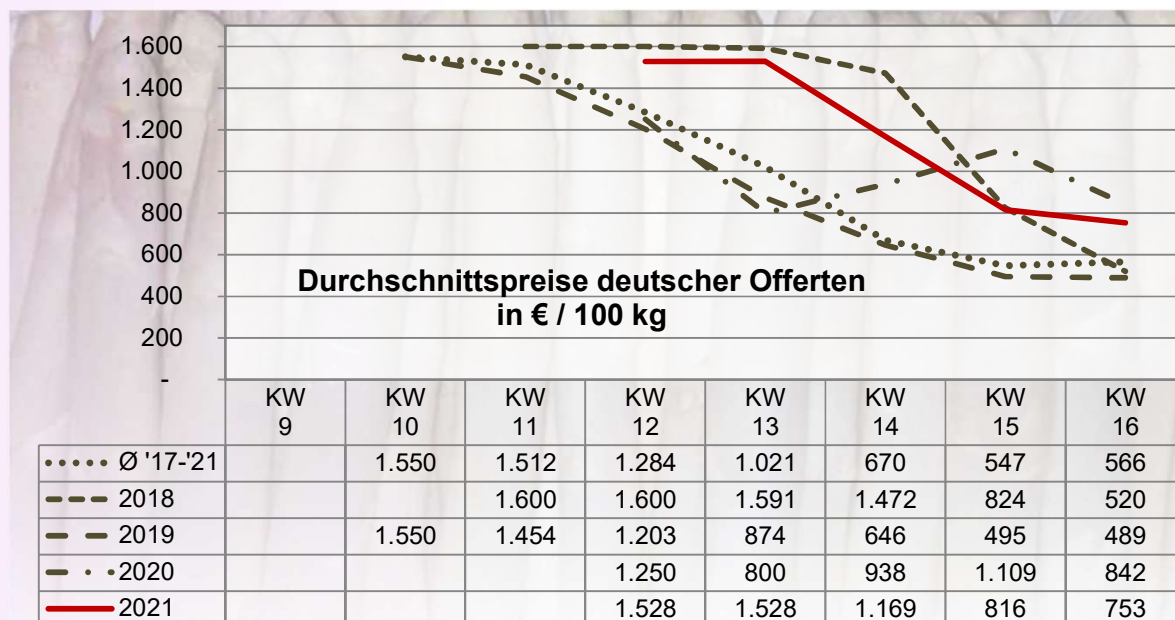 1.600
1.400
1.200
1.000
800
600
400
200
-
Durchschnittspreise deutscher Offerten
in € / 100 kg
KW 9 KW 10 KW 11 KW 12 KW 13 KW 14 KW 15 KW 16
Ø '17-'21 1.550 1.512 1.284 1.021 670 547 566
2018 1.600 1.600 1.591 1.472 824 520
2019 1.550 1.454 1.203 874 646 495 489
2020 1.250 800 938 1.109 842
2021 1.528 1.528 1.169 816 753